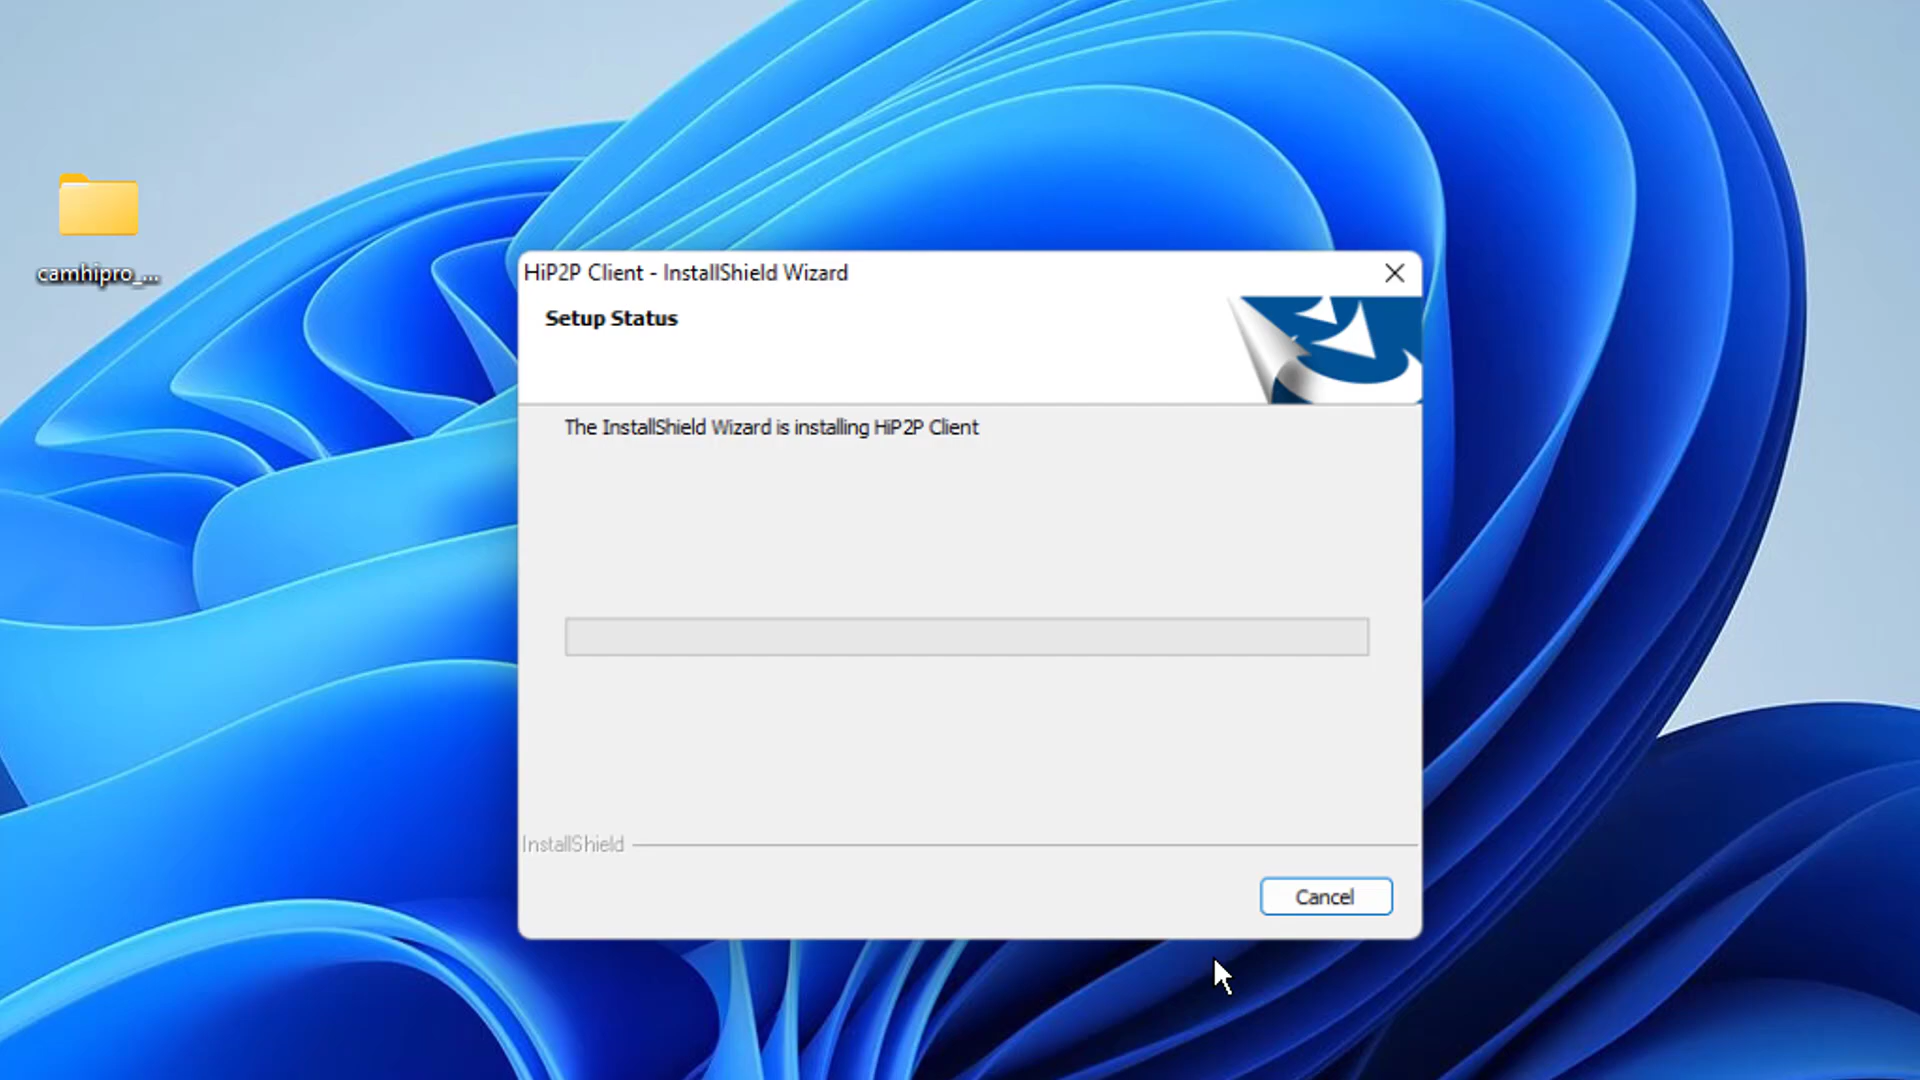 camhipro_...
HiP2P Client - InstallShield Wizard
Setup Status
The InstallShield Wizard is installing HiP2P Client
InstallShield
Cancel